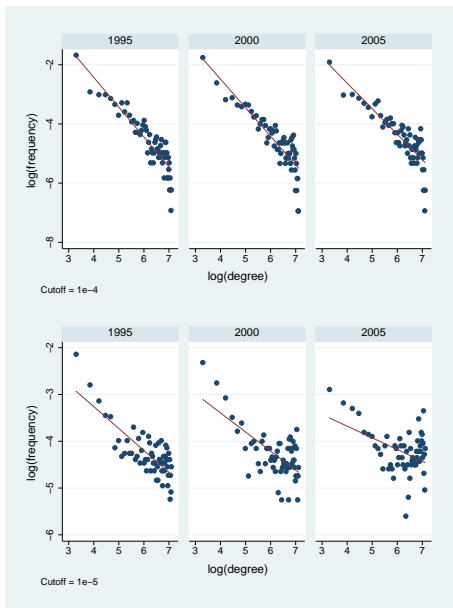 1995 2000 2005
−2
−4
−6
−8
log(frequency)
3 4 5 6 7 3 4 5 6 7 3 4 5 6 7
log(degree)
Cutoff = 1e−4
1995 2000 2005
−2
−3
−4
−5
−6
log(frequency)
3 4 5 6 7 3 4 5 6 7 3 4 5 6 7
log(degree)
Cutoff = 1e−5